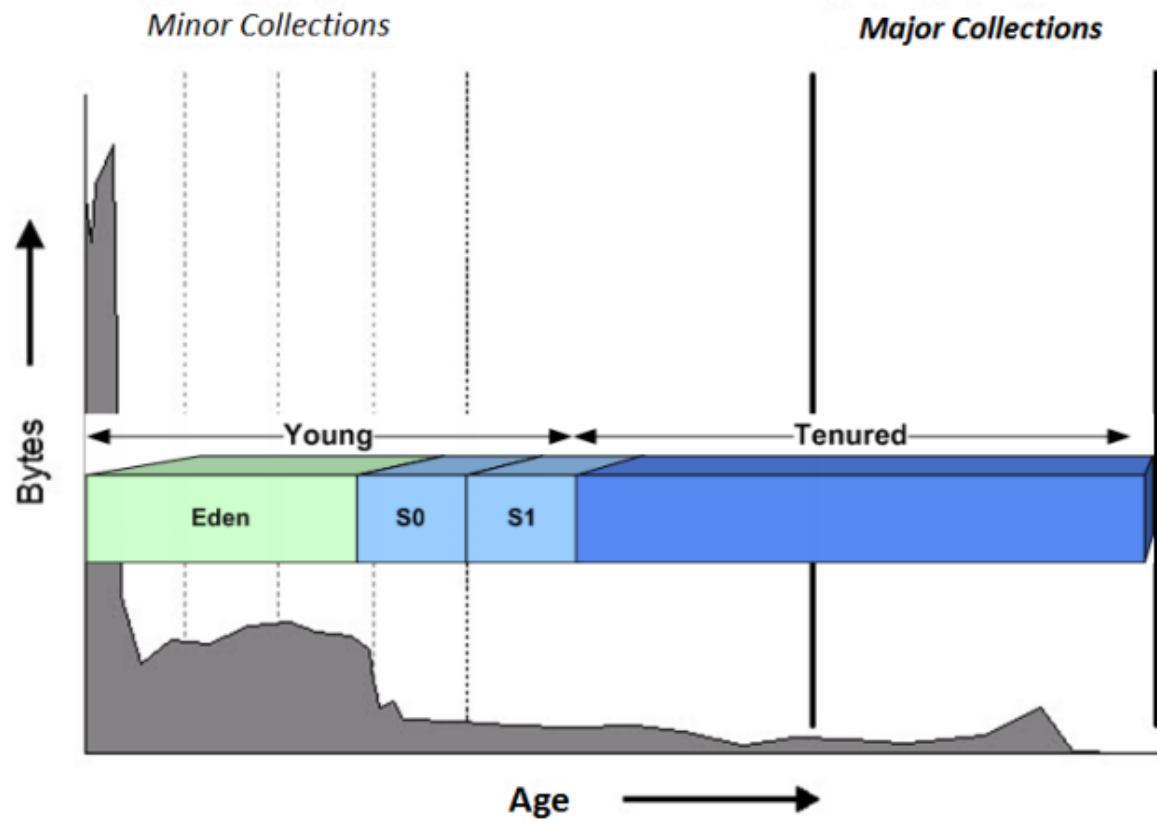 Minor Collections
Major Collections
Bytes
Young
Tenured
Eden
S0
S1
Age